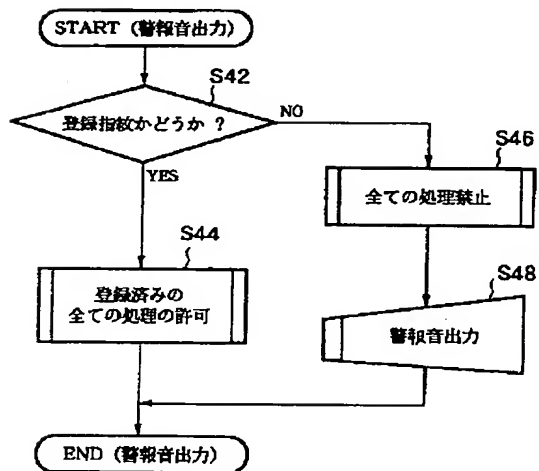 START (警報音出力)
S42
登録指紋かどうか ?
NO
YES
S46
全ての処理禁止
S44
登録済みの
全ての処理の許可
S48
警報音出力
END (警報音出力)